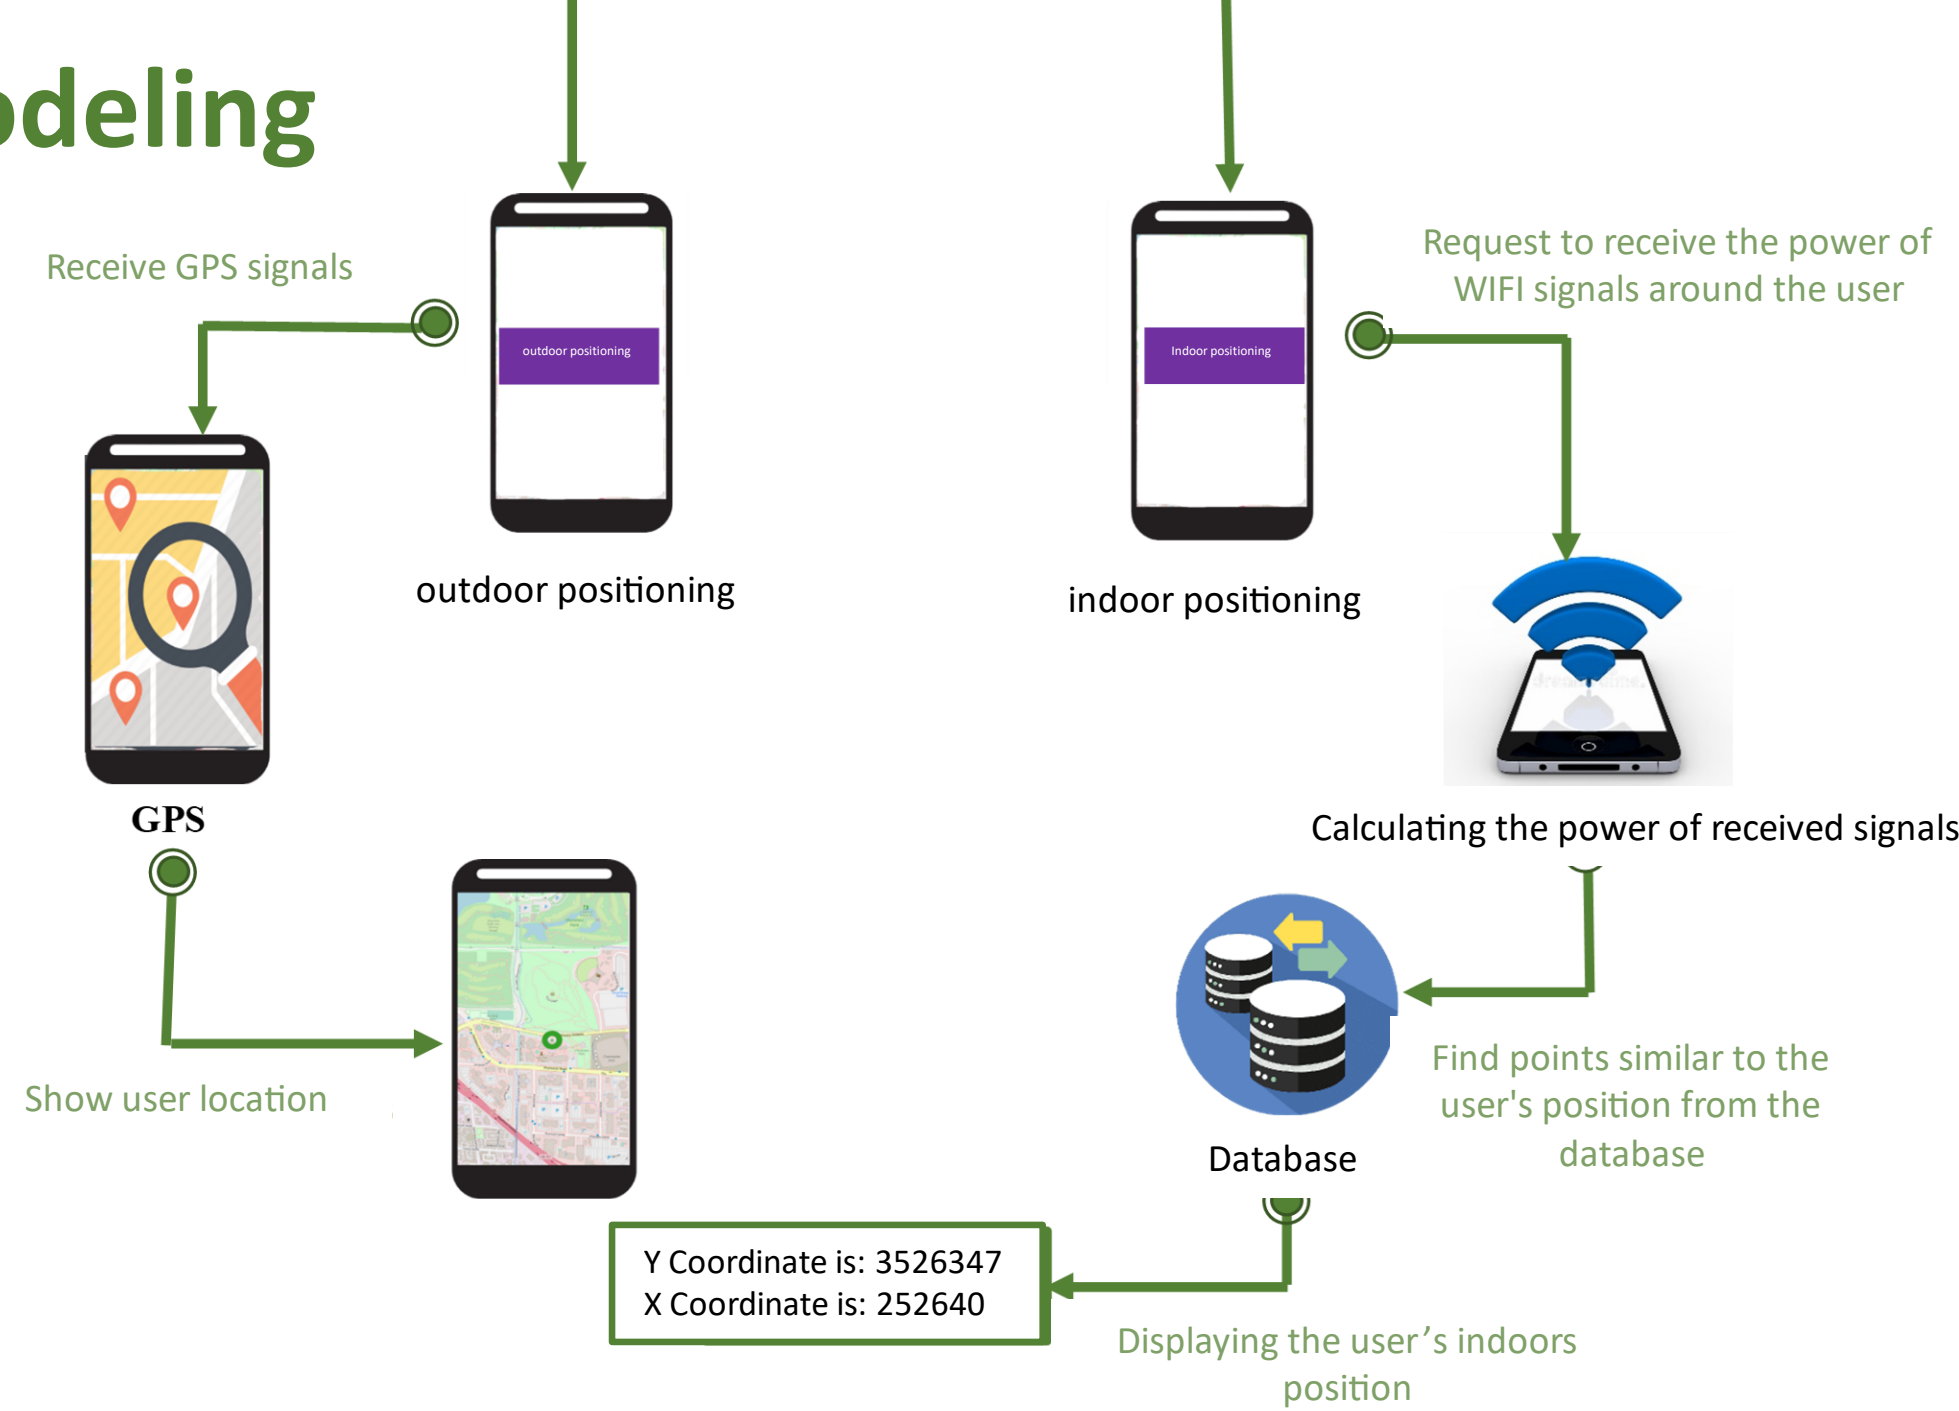 odeling
Receive GPS signals
outdoor positioning
outdoor positioning
GPS
Show user location
Request to receive the power of
WIFI signals around the user
Indoor positioning
indoor positioning
Calculating the power of received signals
Find points similar to the
user's position from the
database
Database
Y Coordinate is: 3526347
X Coordinate is: 252640
Displaying the user’s indoors
position